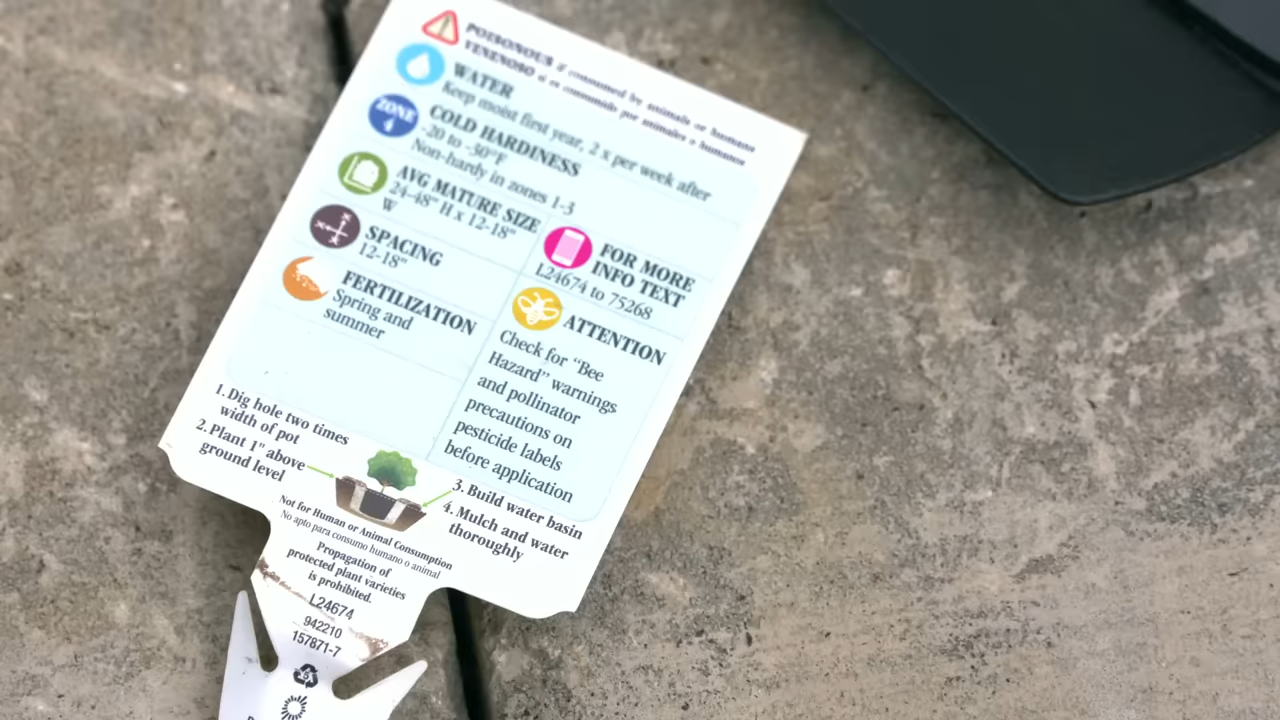 POISONOUS if consumed by animals or humans
VENENOSO si es consumido por animales o humanos
WATER
Keep moist first year, 2 x per week after
ZONE
4
COLD HARDINESS
-20 to -30°F
Non-hardy in zones 1-3
AVG MATURE SIZE
24-48" H x 12-18"
W
SPACING
12-18"
FERTILIZATION
Spring and
summer
FOR MORE
INFO TEXT
L24674 to 75268
ATTENTION
Check for “Bee
Hazard” warnings
and pollinator
precautions on
pesticide labels
before application
1. Dig hole two times
width of pot
2. Plant 1" above
ground level
3. Build water basin
4. Mulch and water
thoroughly
Not for Human or Animal Consumption
No apto para consumo humano o animal
Propagation of
protected plant varieties
is prohibited.
L24674
942210
157871-7